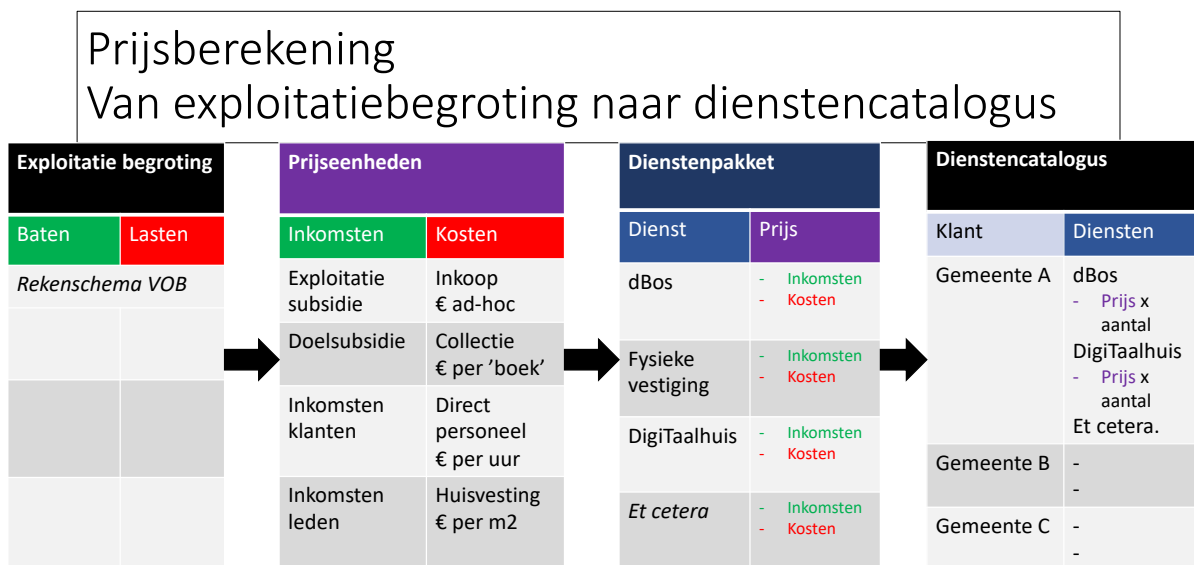 Prijsberekening
Van exploitatiebegroting naar dienstencatalogus
Exploitatie begroting
Baten
Lasten
Rekenschema VOB
Prijseenheden
Inkomsten
Kosten
Exploitatie
subsidie
Inkoop
€ ad-hoc
Doelsubsidie
Collectie
€ per ’boek’
Inkomsten
klanten
Direct
personeel
€ per uur
Inkomsten
leden
Huisvesting
€ per m2
Dienstenpakket
Dienst
Prijs
dBos
- Inkomsten
- Kosten
Fysieke
vestiging
- Inkomsten
- Kosten
DigiTaalhuis
- Inkomsten
- Kosten
Et cetera
- Inkomsten
- Kosten
Dienstencatalogus
Klant
Diensten
Gemeente A
dBos
- Prijs x
aantal
DigiTaalhuis
- Prijs x
aantal
Et cetera.
Gemeente B
-
-
Gemeente C
-
-